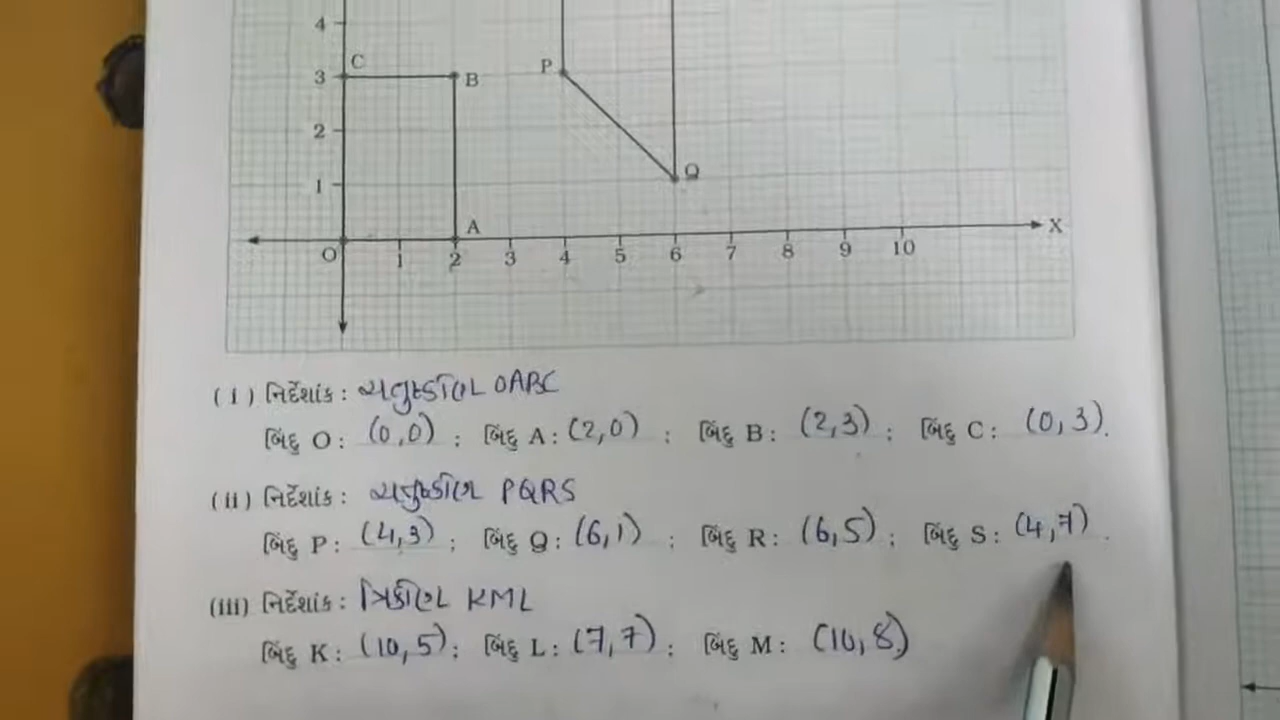 4
C
3
B
P
2
Q
1
A
X
O 1 2 3 4 5 6 7 8 9 10
(I) નિર્દેશાંક : ચતુષ્કોણ OABC
બિંદુ O: (0,0) ; બિંદુ A: (2,0) ; બિંદુ B: (2,3) ; બિંદુ C: (0,3).
(II) નિર્દેશાંક : ચતુષ્કોણ PQRS
બિંદુ P: (4,3) ; બિંદુ Q: (6,1) ; બિંદુ R: (6,5) ; બિંદુ S: (4,7) .
(III) નિર્દેશાંક : ત્રિકોણ KML
બિંદુ K: (10,5) ; બિંદુ L: (7,7) ; બિંદુ M: (10,8)